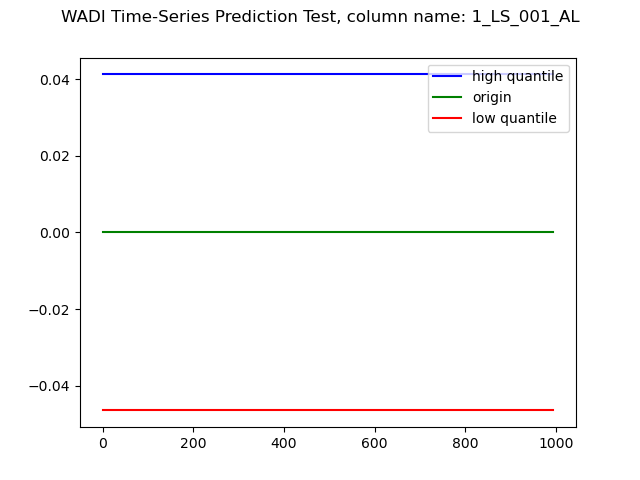 WADI Time-Series Prediction Test, column name: 1_LS_001_AL
high quantile
origin
low quantile
0.04
0.02
0.00
−0.02
−0.04
0 200 400 600 800 1000